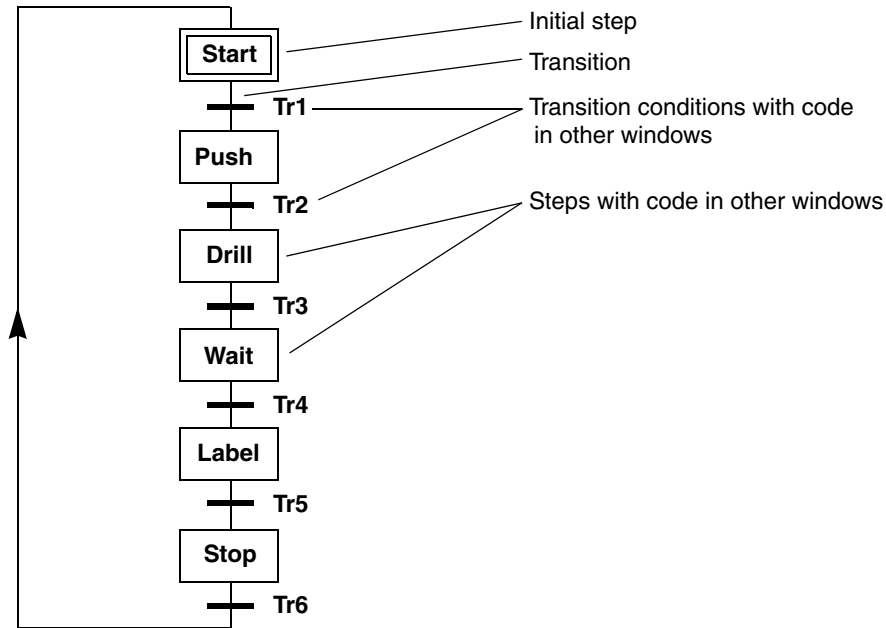 Initial step
Start
Transition
Tr1
Transition conditions with code
in other windows
Push
Tr2
Steps with code in other windows
Drill
Tr3
Wait
Tr4
Label
Tr5
Stop
Tr6